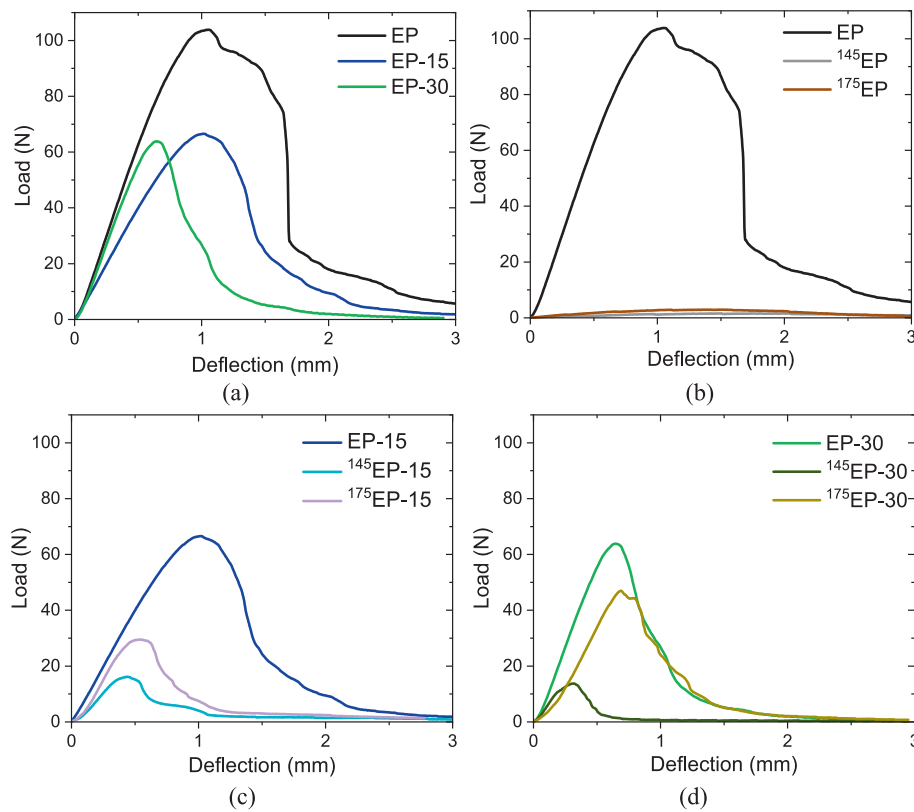 100
80
60
40
20
0
Load (N)
0
1
2
3
Deflection (mm)
EP
EP-15
EP-30
(a)
100
80
60
40
20
0
Load (N)
0
1
2
3
Deflection (mm)
EP
¹⁴⁵EP
¹⁷⁵EP
(b)
100
80
60
40
20
0
Load (N)
0
1
2
3
Deflection (mm)
EP-15
¹⁴⁵EP-15
¹⁷⁵EP-15
(c)
100
80
60
40
20
0
Load (N)
0
1
2
3
Deflection (mm)
EP-30
¹⁴⁵EP-30
¹⁷⁵EP-30
(d)